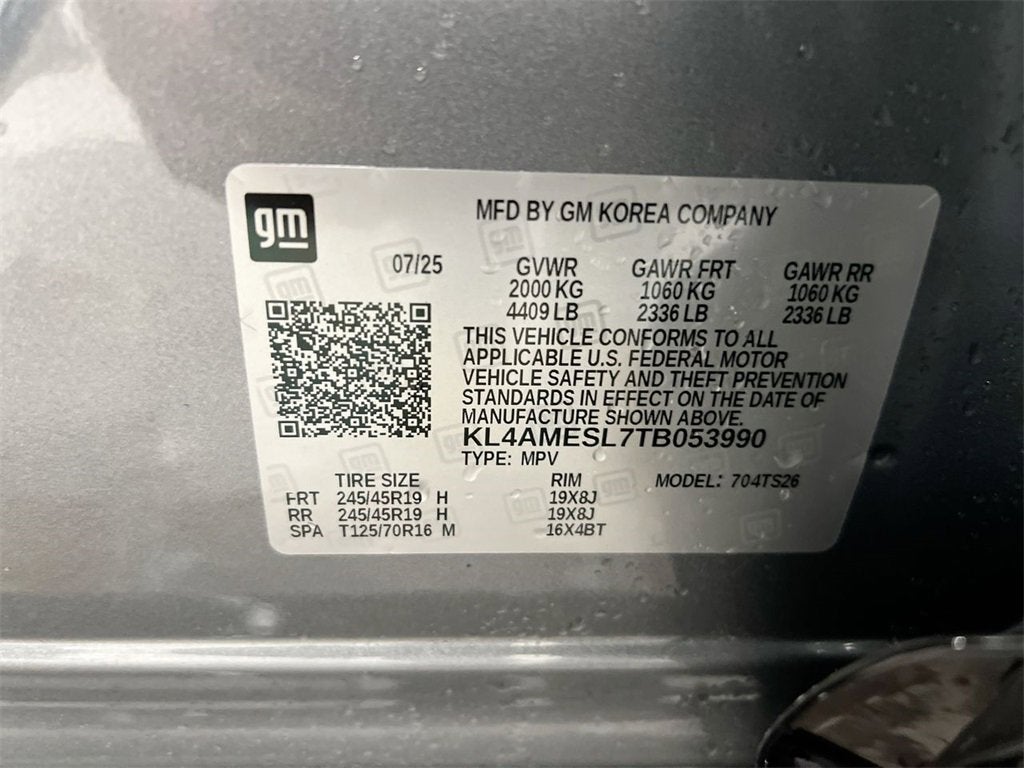 gm
MFD BY GM KOREA COMPANY
07/25 GVWR GAWR FRT GAWR RR
2000 KG 1060 KG 1060 KG
4409 LB 2336 LB 2336 LB
THIS VEHICLE CONFORMS TO ALL
APPLICABLE U.S. FEDERAL MOTOR
VEHICLE SAFETY AND THEFT PREVENTION
STANDARDS IN EFFECT ON THE DATE OF
MANUFACTURE SHOWN ABOVE.
KL4AMESL7TB053990
TYPE: MPV
TIRE SIZE RIM MODEL: 704TS26
FRT 245/45R19 H 19X8J
RR 245/45R19 H 19X8J
SPA T125/70R16 M 16X4BT